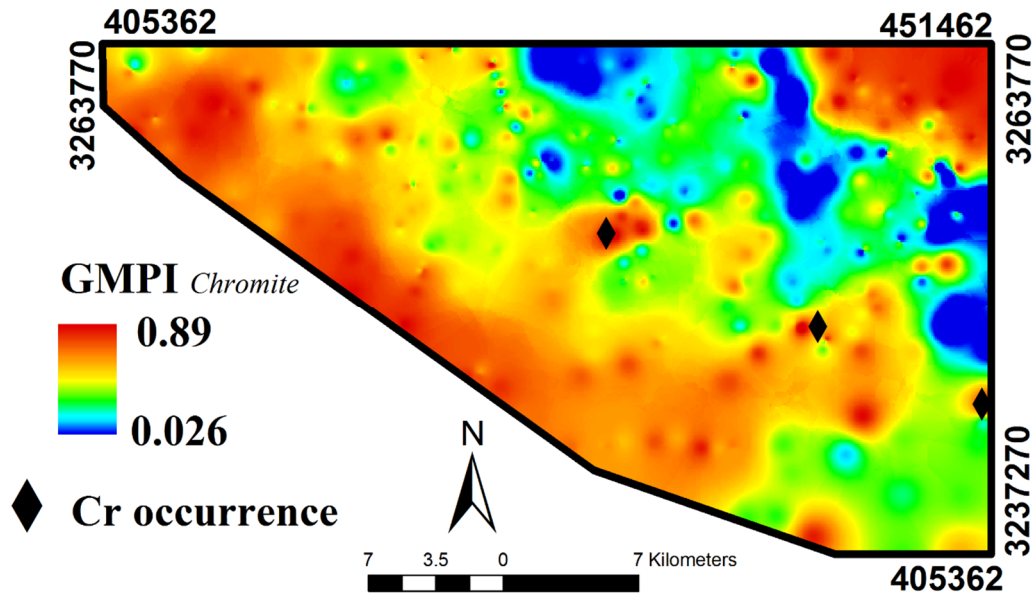 405362
451462
3263770
3263770
GMPI Chromite
0.89
0.026
N
Cr occurrence
7 3.5 0 7 Kilometers
3237270
405362